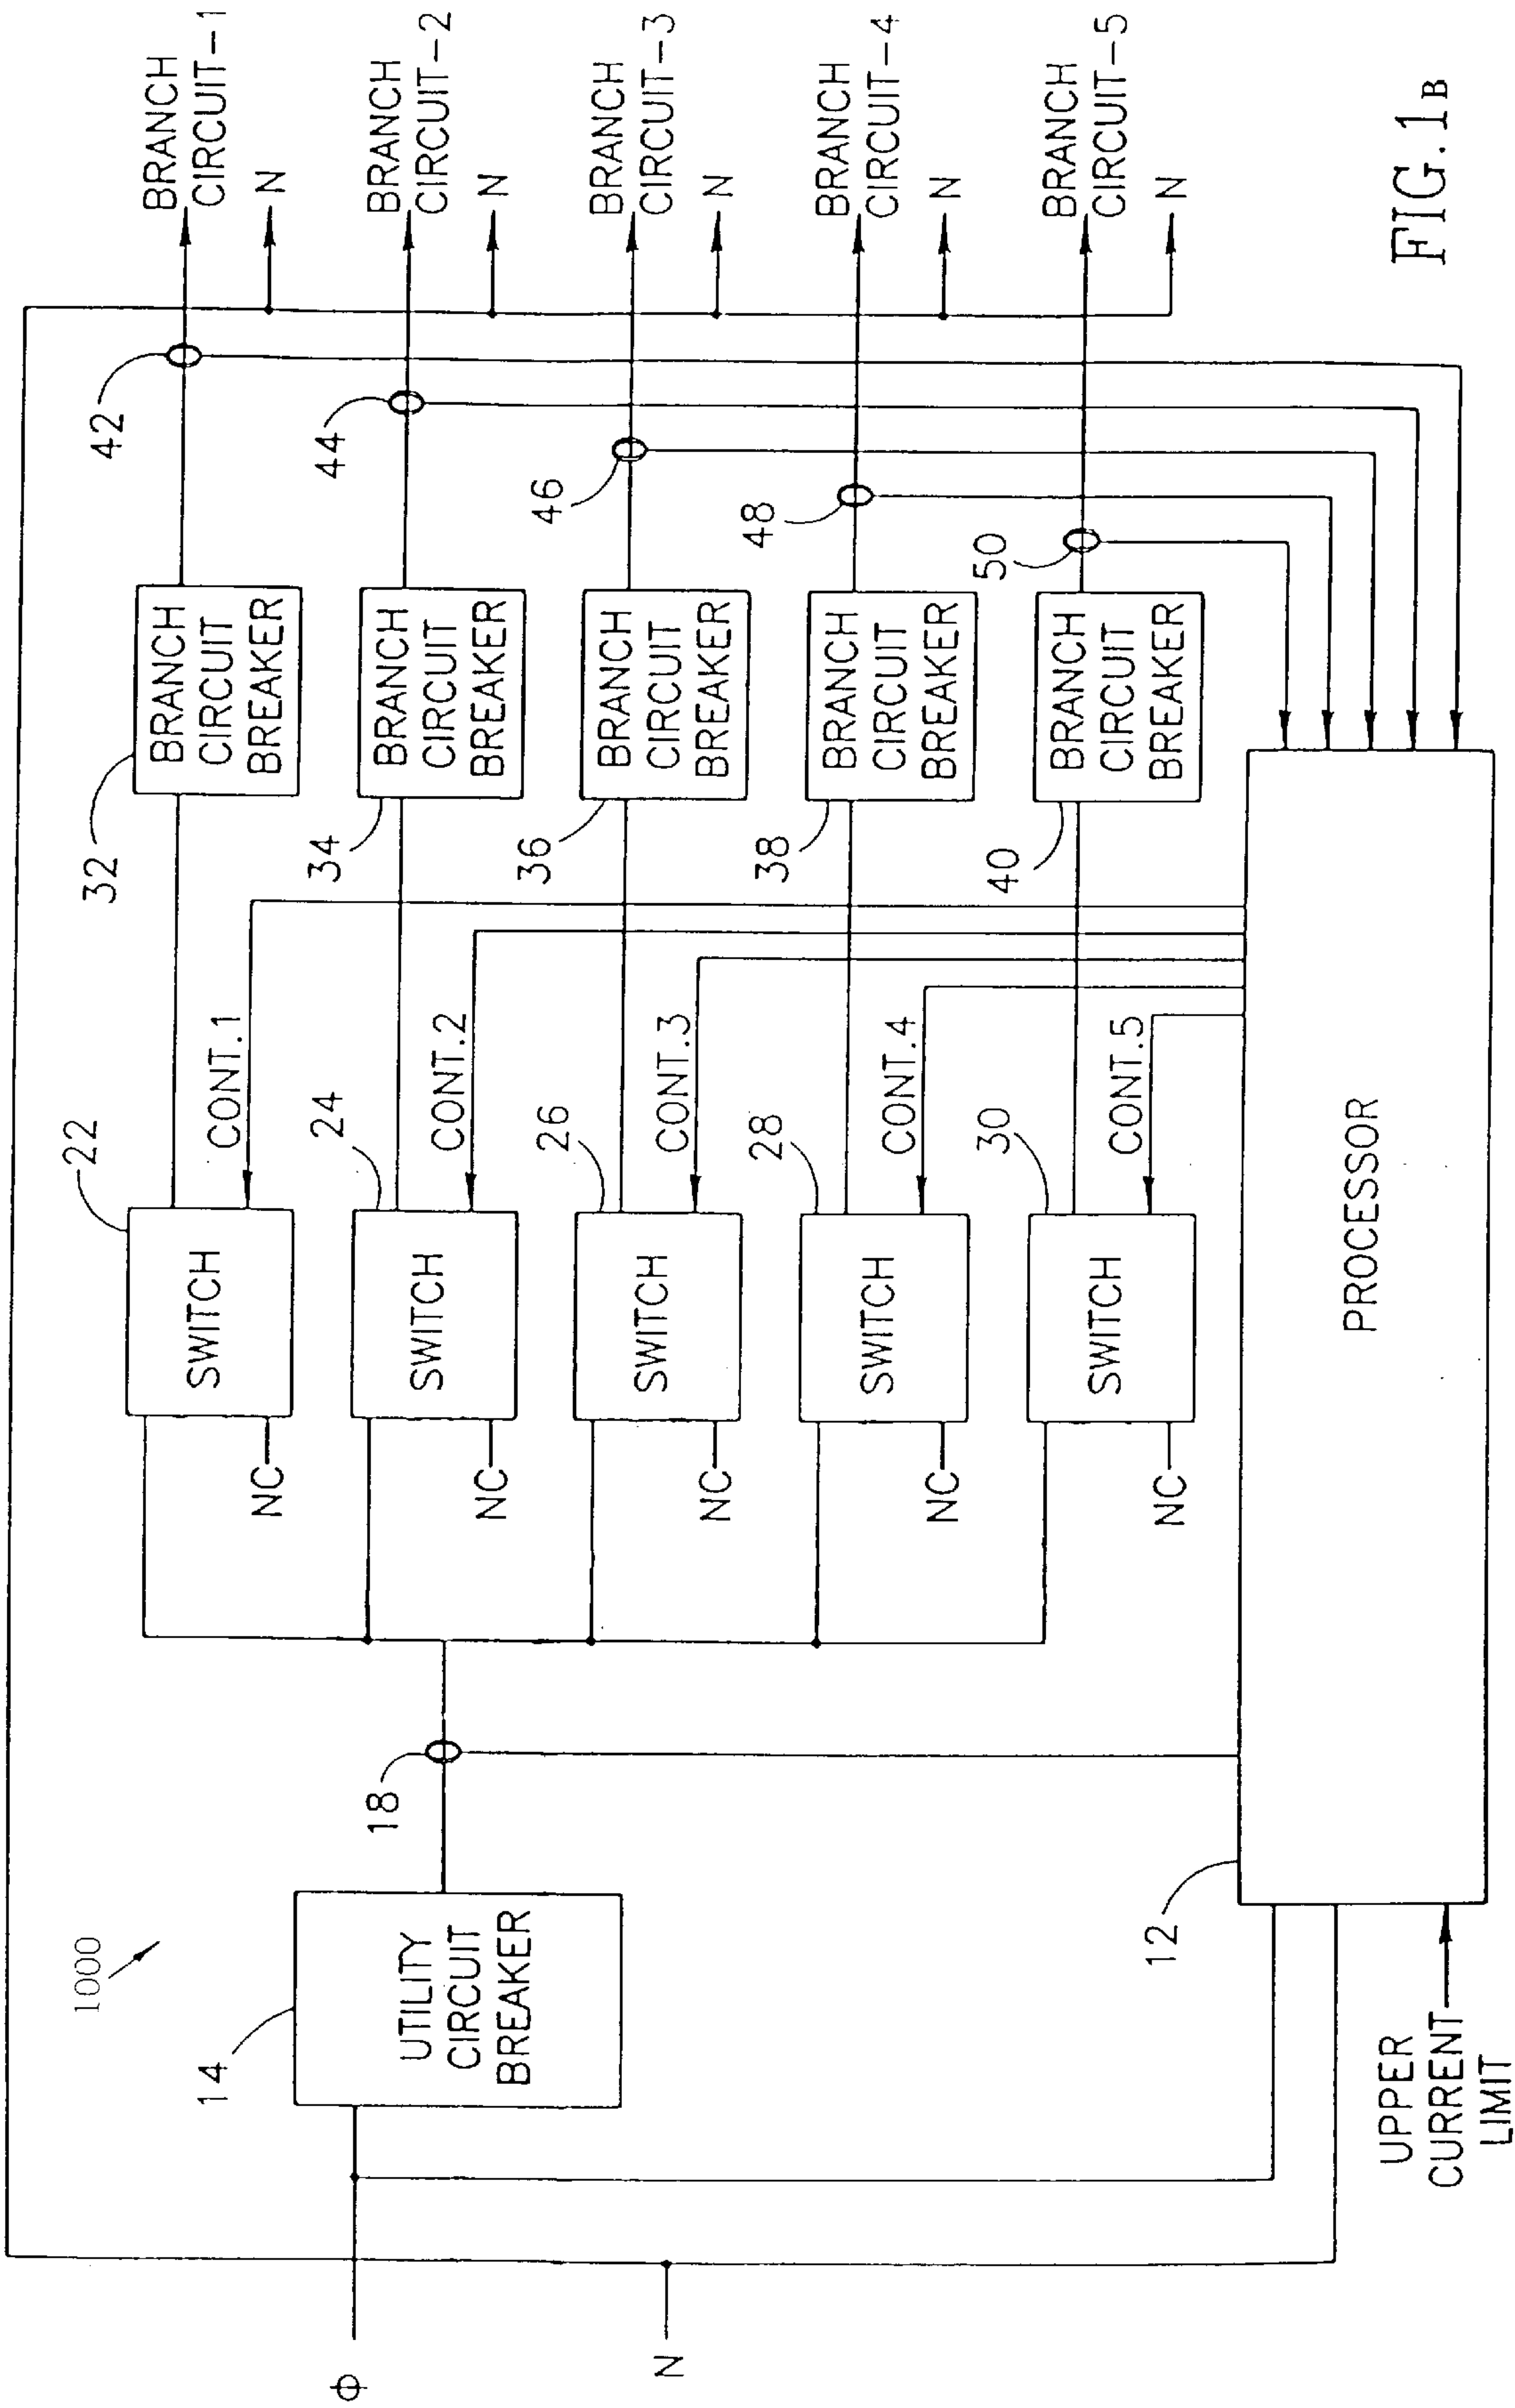 1000
Φ
N
14
UTILITY
CIRCUIT
BREAKER
18
22
SWITCH
NC
CONT.1
32
BRANCH
CIRCUIT
BREAKER
42
BRANCH
CIRCUIT-1
N
24
SWITCH
NC
CONT.2
34
BRANCH
CIRCUIT
BREAKER
44
BRANCH
CIRCUIT-2
N
26
SWITCH
NC
CONT.3
36
BRANCH
CIRCUIT
BREAKER
46
BRANCH
CIRCUIT-3
N
28
SWITCH
NC
CONT.4
38
BRANCH
CIRCUIT
BREAKER
48
BRANCH
CIRCUIT-4
N
30
SWITCH
NC
CONT.5
40
BRANCH
CIRCUIT
BREAKER
50
BRANCH
CIRCUIT-5
N
12
PROCESSOR
UPPER
CURRENT
LIMIT
FIG.1B